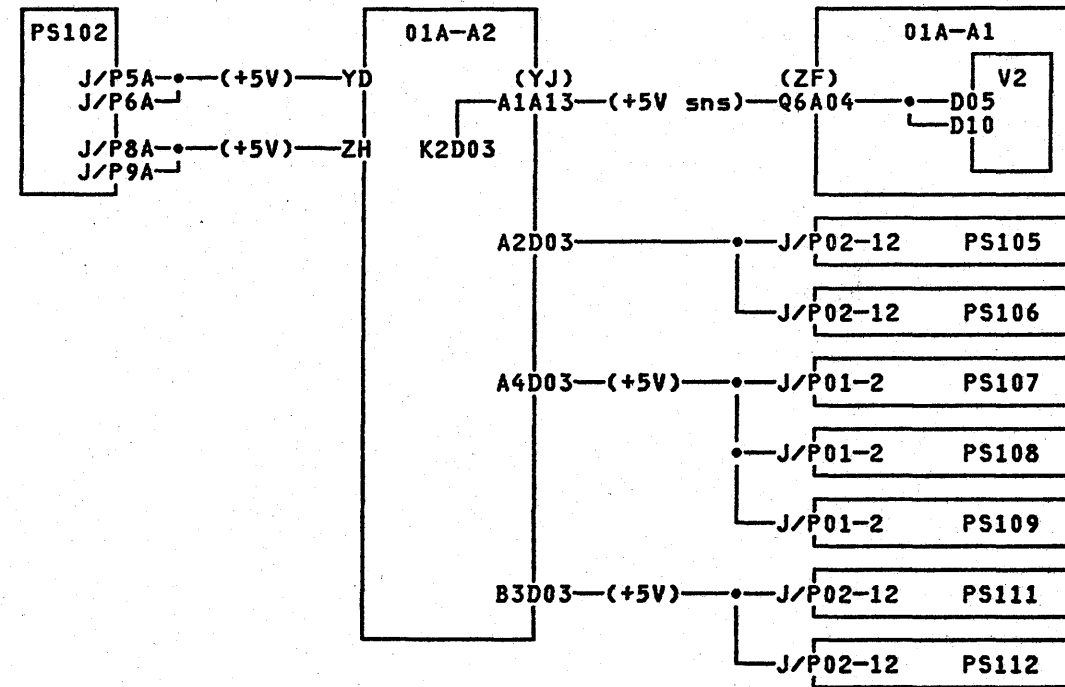 PS102 01A-A2 01A-A1
J/P5A (+5V) YD (YJ) (ZF) V2
J/P6A A1A13 (+5V sns) Q6A04 D05
D10
J/P8A (+5V) ZH K2D03
J/P9A
A2D03 J/P02-12 PS105
J/P02-12 PS106
A4D03 (+5V) J/P01-2 PS107
J/P01-2 PS108
J/P01-2 PS109
B3D03 (+5V) J/P02-12 PS111
J/P02-12 PS112